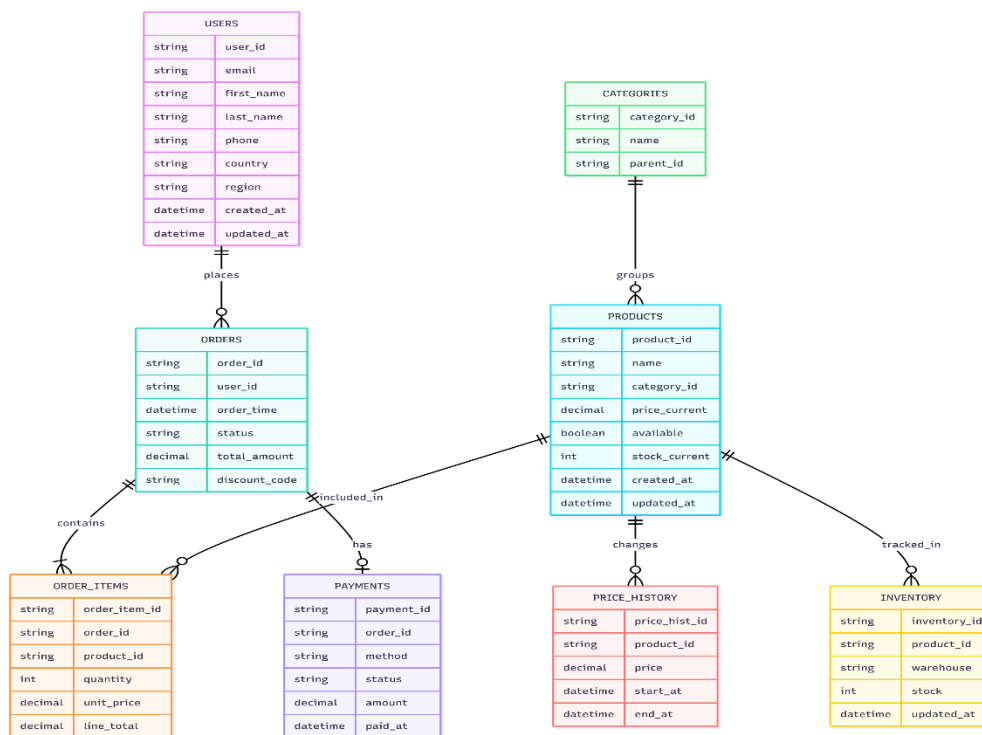 USERS
string user_id
string email
string first_name
string last_name
string phone
string country
string region
datetime created_at
datetime updated_at
CATEGORIES
string category_id
string name
string parent_id
places
groups
ORDERS
string order_id
string user_id
datetime order_time
string status
decimal total_amount
string discount_code
PRODUCTS
string product_id
string name
string category_id
decimal price_current
boolean available
int stock_current
datetime created_at
datetime updated_at
contains
included_in
has
changes
tracked_in
ORDER_ITEMS
string order_item_id
string order_id
string product_id
int quantity
decimal unit_price
decimal line_total
PAYMENTS
string payment_id
string order_id
string method
string status
decimal amount
datetime paid_at
PRICE_HISTORY
string price_hist_id
string product_id
decimal price
datetime start_at
datetime end_at
INVENTORY
string inventory_id
string product_id
string warehouse
int stock
datetime updated_at